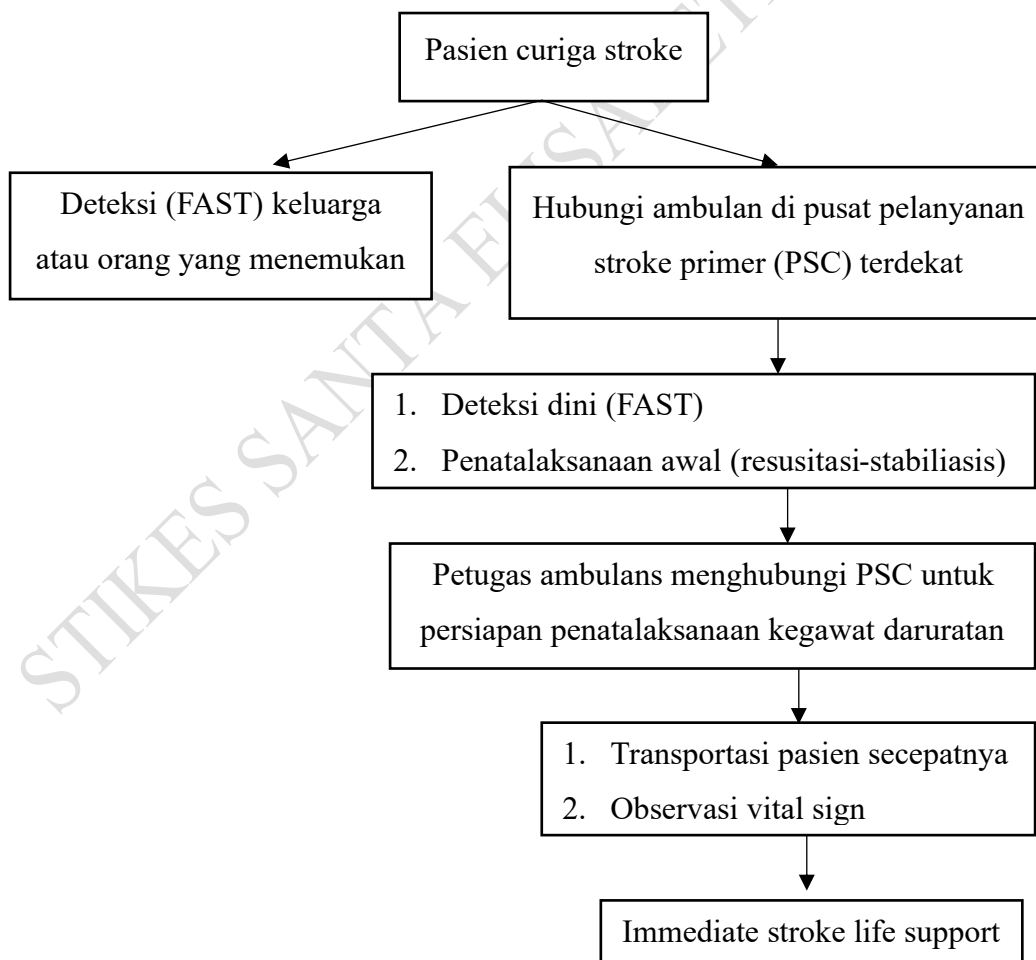 Pasien curiga stroke
Deteksi (FAST) keluarga
atau orang yang menemukan
Hubungi ambulan di pusat pelanyanan
stroke primer (PSC) terdekat
1. Deteksi dini (FAST)
2. Penatalaksanaan awal (resusitasi-stabiliasis)
Petugas ambulans menghubungi PSC untuk
persiapan penatalaksanaan kegawat daruratan
1. Transportasi pasien secepatnya
2. Observasi vital sign
Immediate stroke life support
STIKES SANTA